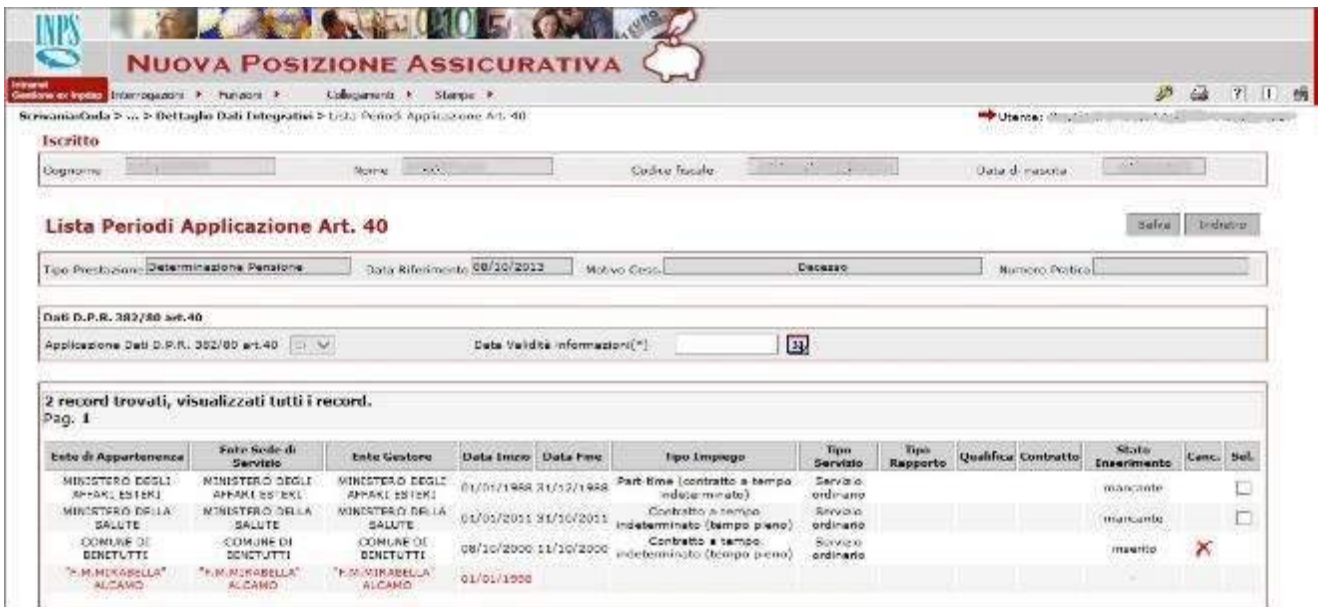 INPS
NUOVA POSIZIONE ASSICURATIVA
Intranet
Gestione ex Inpdap Interrogazioni Funzioni Collegamenti Stampe
? !
ScrivaniaCoda > ... > Dettaglio Dati Integrativi > Lista Periodi Applicazione Art. 40 Utente:
Iscritto
Cognome Nome Codice fiscale Data di nascita
Lista Periodi Applicazione Art. 40 Salva Indietro
Tipo Prestazione Determinazione Pensione Data Riferimento 08/10/2013 Motivo Cess. Decesso Numero Pratica
Dati D.P.R. 382/80 art.40
Applicazione Dati D.P.R. 382/80 art.40 Data Validità Informazioni(*)
2 record trovati, visualizzati tutti i record.
Pag. 1
Ente di Appartenenza Ente Sede di Servizio Ente Gestore Data Inizio Data Fine Tipo Impiego Tipo Servizio Tipo Rapporto Qualifica Contratto Stato Inserimento Canc. Sel.
MINISTERO DEGLI AFFARI ESTERI MINISTERO DEGLI AFFARI ESTERI MINISTERO DEGLI AFFARI ESTERI 01/01/1988 31/12/1988 Part-time (contratto a tempo indeterminato) Servizio ordinario mancante
MINISTERO DELLA SALUTE MINISTERO DELLA SALUTE MINISTERO DELLA SALUTE 01/01/2011 31/10/2011 Contratto a tempo indeterminato (tempo pieno) Servizio ordinario mancante
COMUNE DI BENETUTTI COMUNE DI BENETUTTI COMUNE DI BENETUTTI 08/10/2000 11/10/2000 Contratto a tempo indeterminato (tempo pieno) Servizio ordinario inserito
"F.M.MIRABELLA" ALCAMO "F.M.MIRABELLA" ALCAMO "F.M.MIRABELLA" ALCAMO 01/01/1998 -